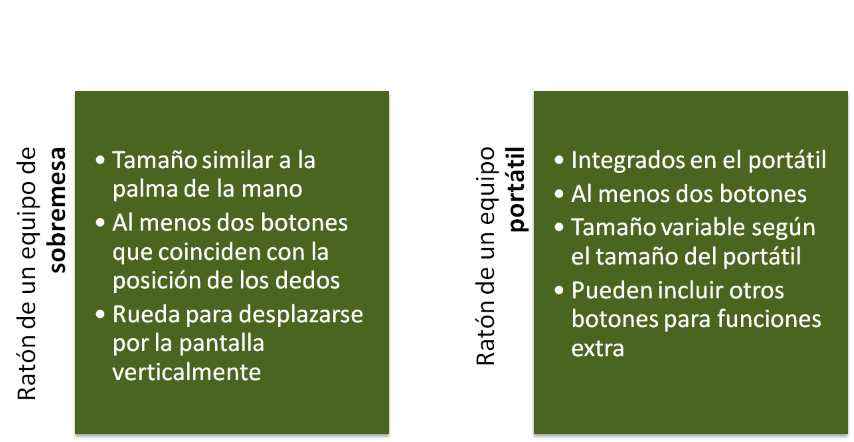 Ratón de un equipo de
sobremesa
• Tamaño similar a la
palma de la mano
• Al menos dos botones
que coinciden con la
posición de los dedos
• Rueda para desplazarse
por la pantalla
verticalmente
Ratón de un equipo
portátil
• Integrados en el portátil
• Al menos dos botones
• Tamaño variable según
el tamaño del portátil
• Pueden incluir otros
botones para funciones
extra